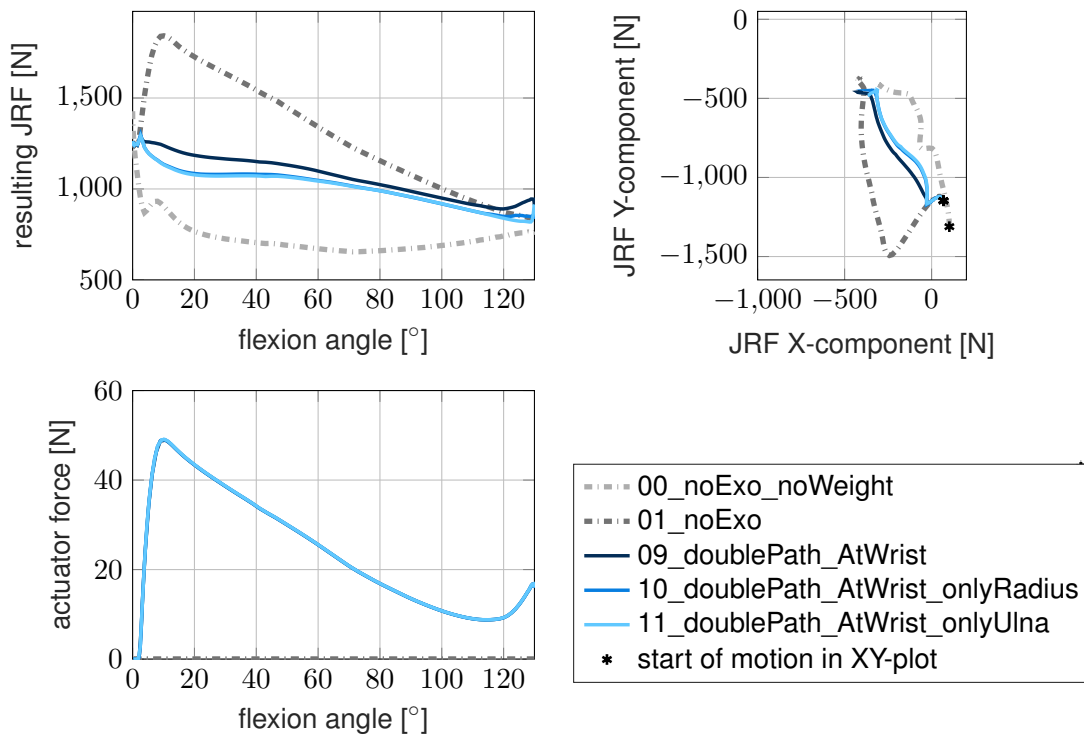 resulting JRF [N]
1,500
1,000
500
0 20 40 60 80 100 120
flexion angle [°]
JRF Y-component [N]
0
−500
−1,000
−1,500
−1,000 −500 0
JRF X-component [N]
actuator force [N]
60
40
20
0
0 20 40 60 80 100 120
flexion angle [°]
00_noExo_noWeight
01_noExo
09_doublePath_AtWrist
10_doublePath_AtWrist_onlyRadius
11_doublePath_AtWrist_onlyUlna
start of motion in XY-plot